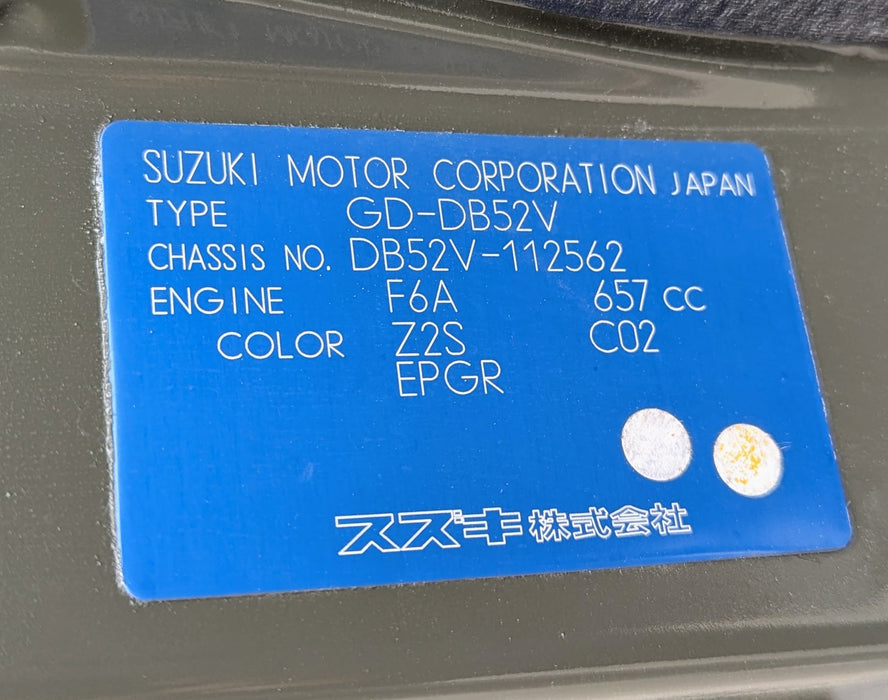 SUZUKI MOTOR CORPORATION JAPAN
TYPE GD-DB52V
CHASSIS NO. DB52V-112562
ENGINE F6A 657 CC
COLOR Z2S C02
EPGR
スズキ株式会社